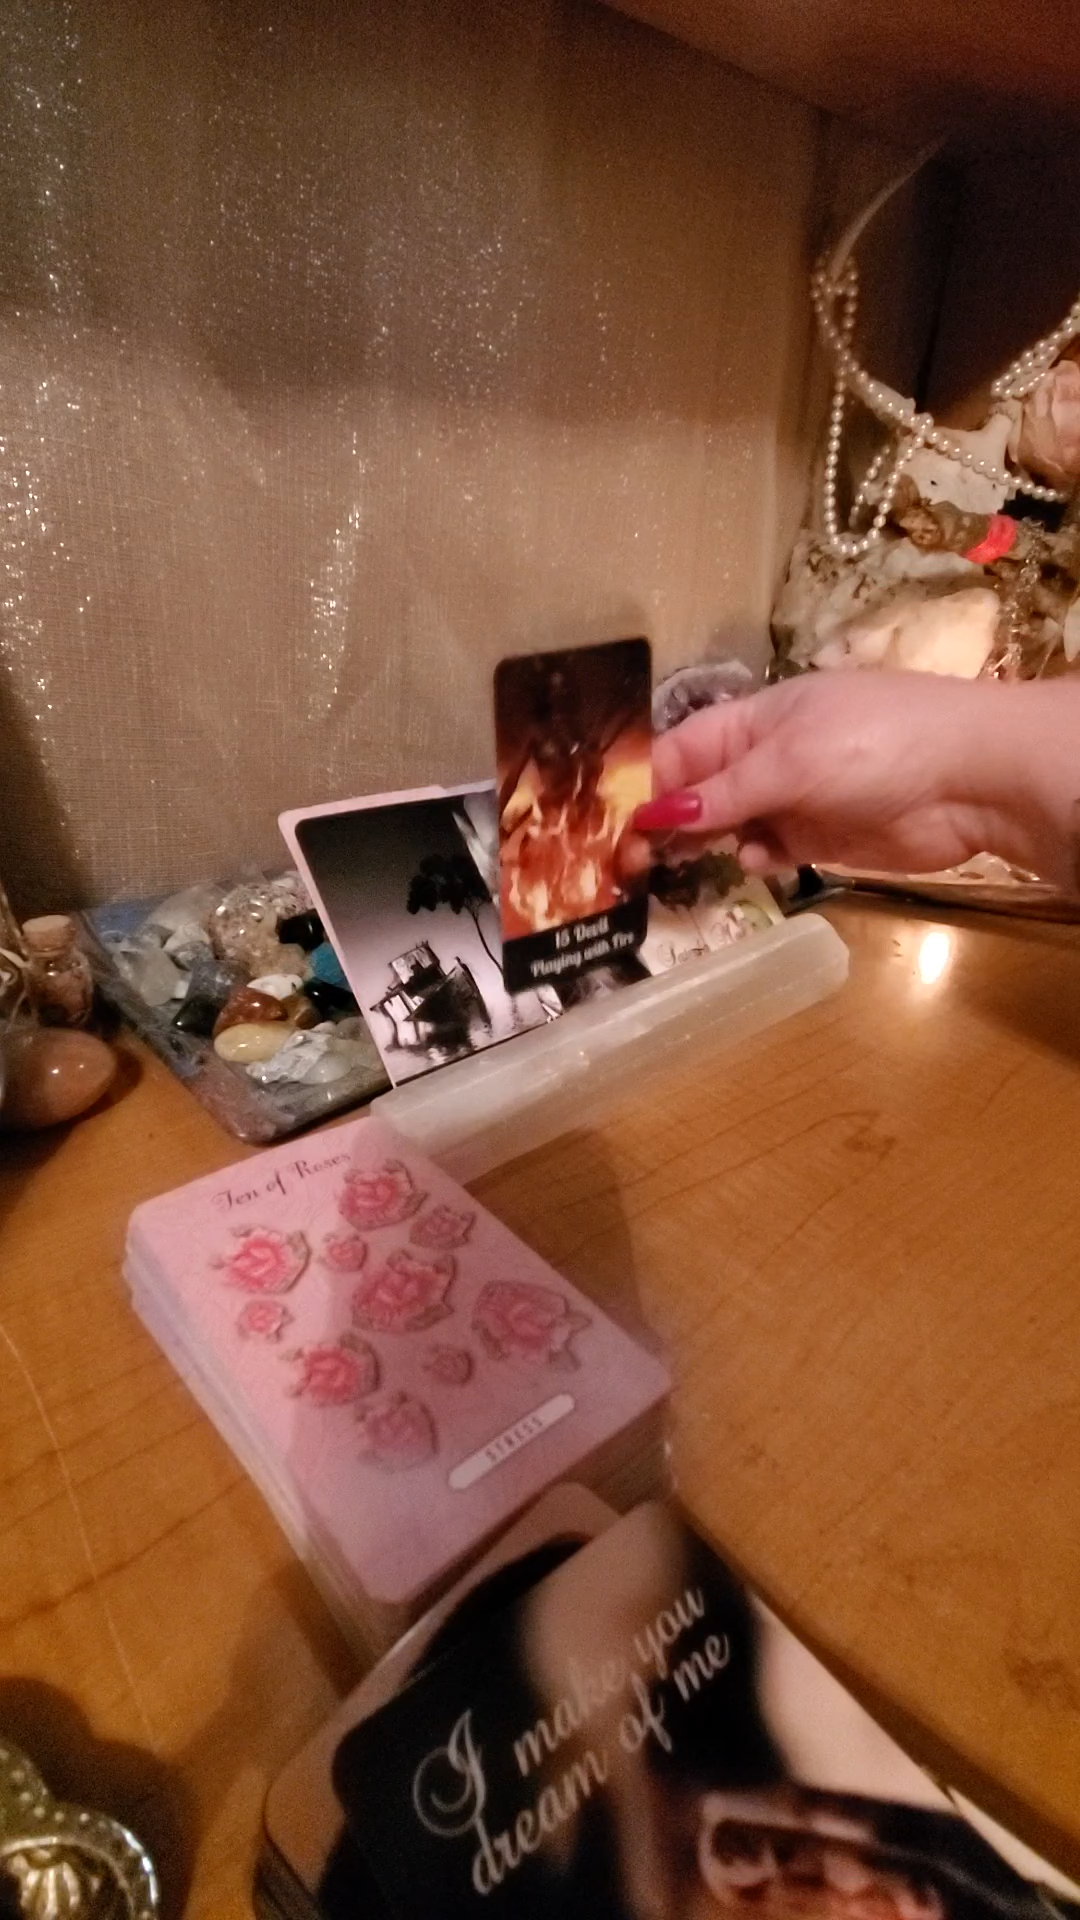 15 Devil
Playing with Fire
Ten of Roses
STRESS
I make you
dream of me